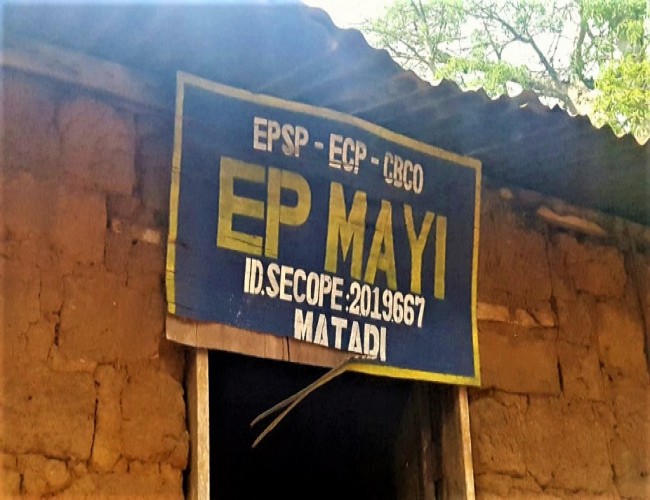 EPSP - ECP - CBCO
EP MAYI
ID.SECOPE:2019667
MATADI